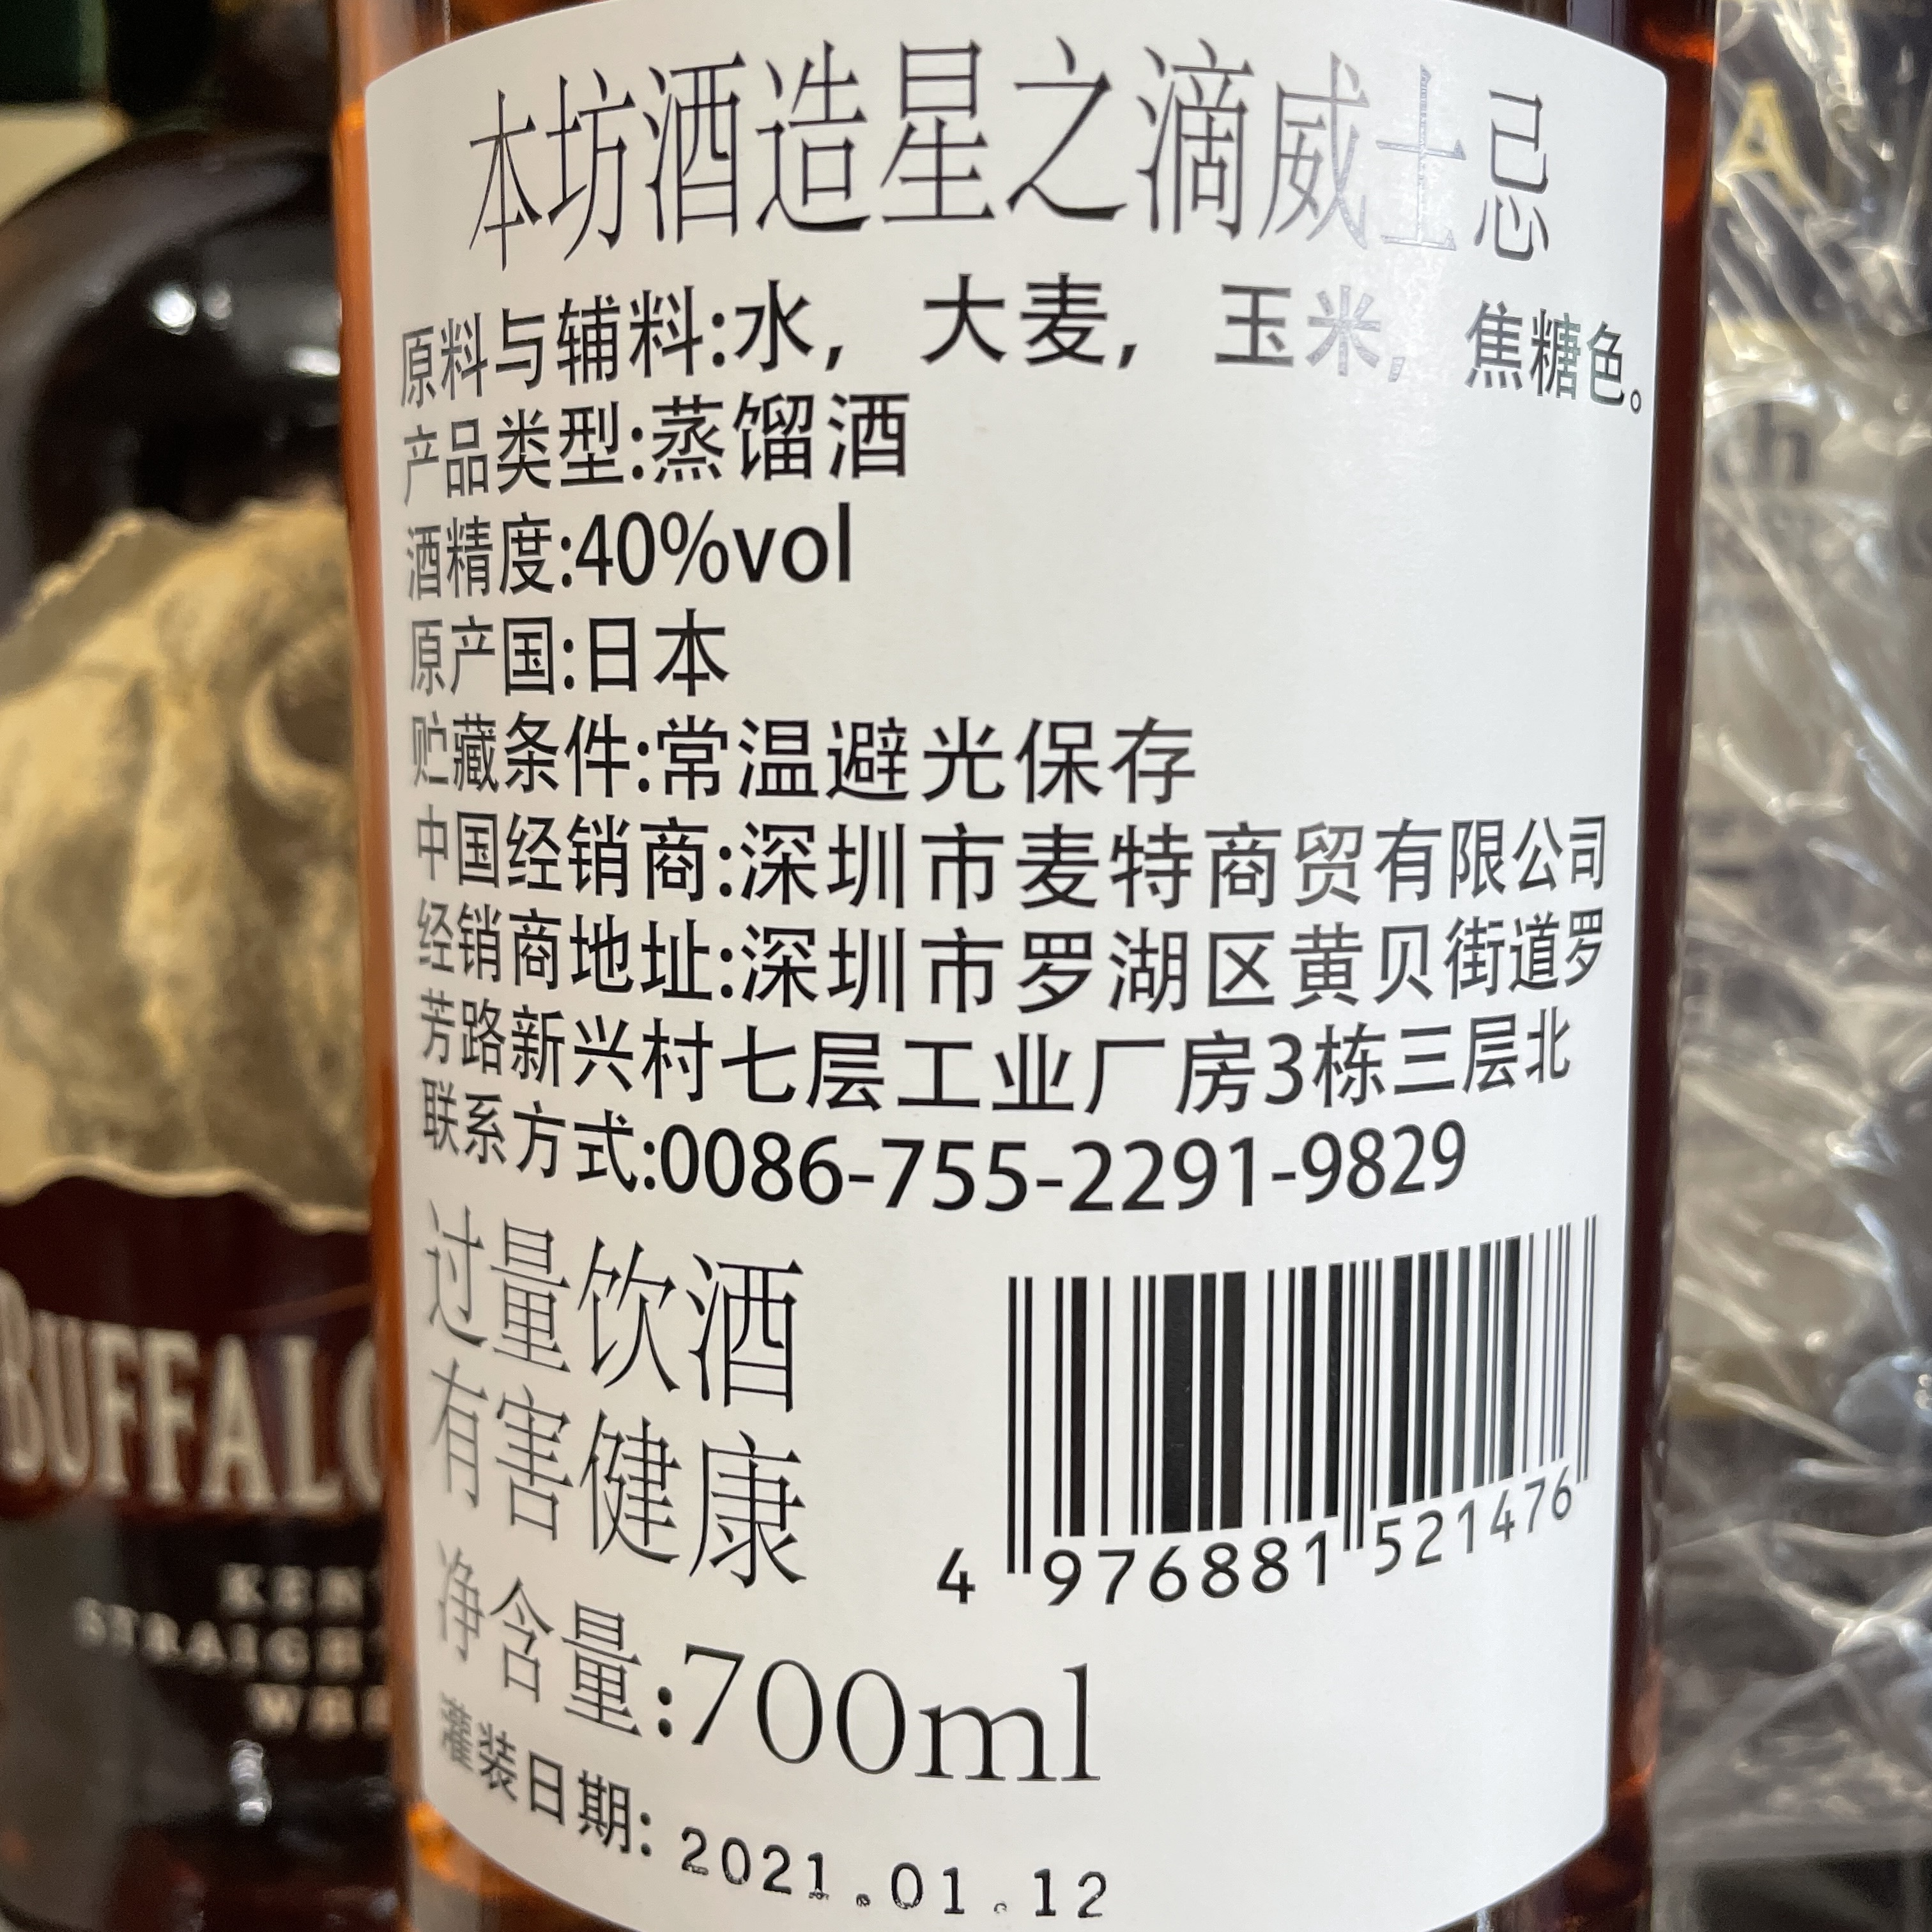 本坊酒造星之滴威士忌
原料与辅料:水, 大麦, 玉米, 焦糖色。
产品类型:蒸馏酒
酒精度:40%vol
原产国:日本
贮藏条件:常温避光保存
中国经销商:深圳市麦特商贸有限公司
经销商地址:深圳市罗湖区黄贝街道罗
芳路新兴村七层工业厂房3栋三层北
联系方式:0086-755-2291-9829
过量饮酒
有害健康
4 976881 521476
净含量:700ml
灌装日期: 2021.01.12
BUFFALO
KEN
STRAIGH
A